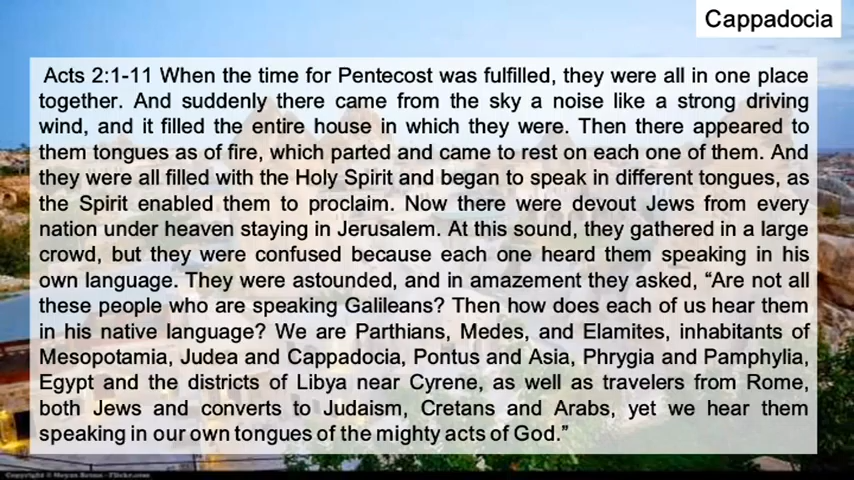 Cappadocia
Acts 2:1-11 When the time for Pentecost was fulfilled, they were all in one place
together. And suddenly there came from the sky a noise like a strong driving
wind, and it filled the entire house in which they were. Then there appeared to
them tongues as of fire, which parted and came to rest on each one of them. And
they were all filled with the Holy Spirit and began to speak in different tongues, as
the Spirit enabled them to proclaim. Now there were devout Jews from every
nation under heaven staying in Jerusalem. At this sound, they gathered in a large
crowd, but they were confused because each one heard them speaking in his
own language. They were astounded, and in amazement they asked, “Are not all
these people who are speaking Galileans? Then how does each of us hear them
in his native language? We are Parthians, Medes, and Elamites, inhabitants of
Mesopotamia, Judea and Cappadocia, Pontus and Asia, Phrygia and Pamphylia,
Egypt and the districts of Libya near Cyrene, as well as travelers from Rome,
both Jews and converts to Judaism, Cretans and Arabs, yet we hear them
speaking in our own tongues of the mighty acts of God.”
Copyright ©